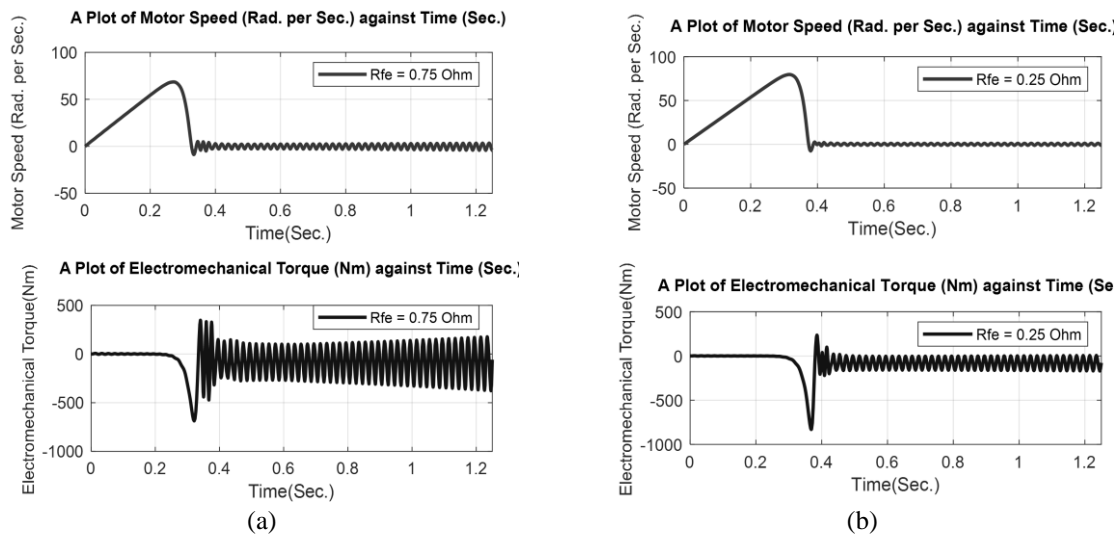 A Plot of Motor Speed (Rad. per Sec.) against Time (Sec.)
Motor Speed (Rad. per Sec.)
100
50
0
-50
Rfe = 0.75 Ohm
0 0.2 0.4 0.6 0.8 1 1.2
Time(Sec.)
A Plot of Electromechanical Torque (Nm) against Time (Sec.)
Electromechanical Torque(Nm)
500
0
-500
-1000
Rfe = 0.75 Ohm
0 0.2 0.4 0.6 0.8 1 1.2
Time(Sec.)
(a)
A Plot of Motor Speed (Rad. per Sec.) against Time (Sec.)
Motor Speed (Rad. per Sec.)
100
50
0
-50
Rfe = 0.25 Ohm
0 0.2 0.4 0.6 0.8 1 1.2
Time(Sec.)
A Plot of Electromechanical Torque (Nm) against Time (Se
Electromechanical Torque(Nm)
500
0
-500
-1000
Rfe = 0.25 Ohm
0 0.2 0.4 0.6 0.8 1 1.2
Time(Sec.)
(b)